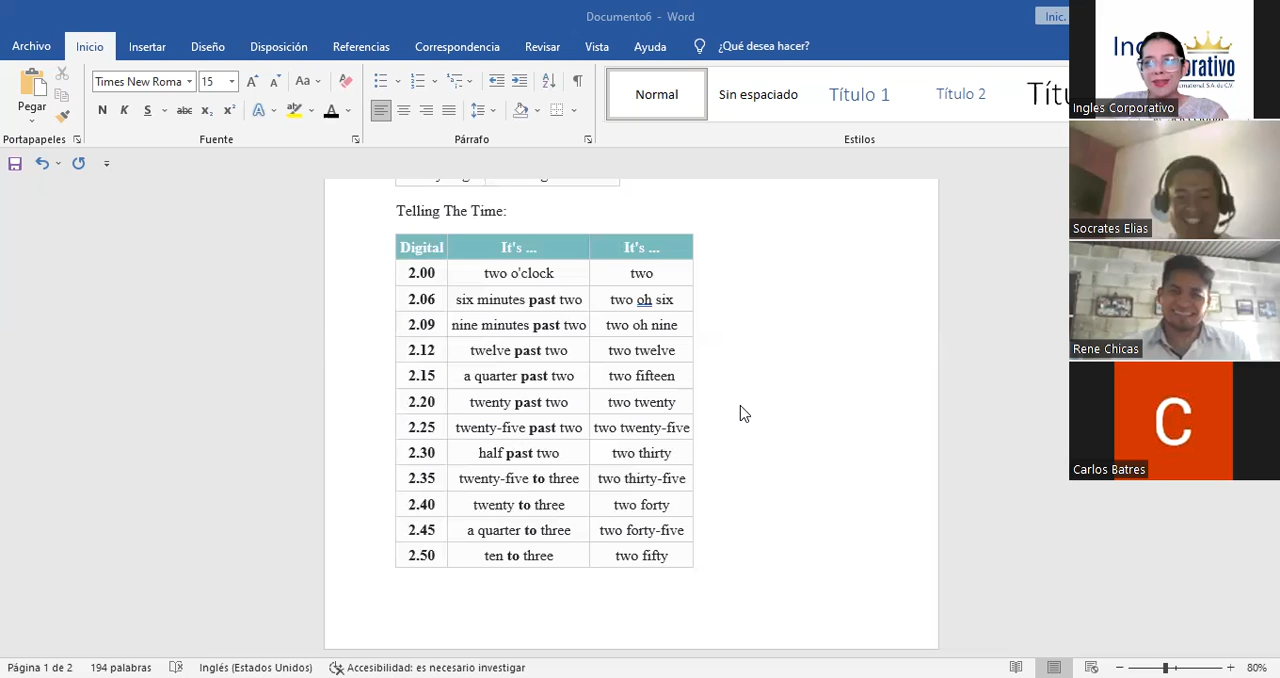 Documento6 - Word
Inic.
Archivo Inicio Insertar Diseño Disposición Referencias Correspondencia Revisar Vista Ayuda ¿Qué desea hacer?
Pegar
Times New Roma 15
Aa
N K S abc x₂ x²
Normal Sin espaciado Título 1 Título 2
Portapapeles Fuente Párrafo Estilos
Telling The Time:
Digital It's ... It's ...
2.00 two o'clock two
2.06 six minutes past two two oh six
2.09 nine minutes past two two oh nine
2.12 twelve past two two twelve
2.15 a quarter past two two fifteen
2.20 twenty past two two twenty
2.25 twenty-five past two two twenty-five
2.30 half past two two thirty
2.35 twenty-five to three two thirty-five
2.40 twenty to three two forty
2.45 a quarter to three two forty-five
2.50 ten to three two fifty
Página 1 de 2 194 palabras Inglés (Estados Unidos) Accesibilidad: es necesario investigar 80%
Ingles Corporativo
Socrates Elias
Rene Chicas
C
Carlos Batres